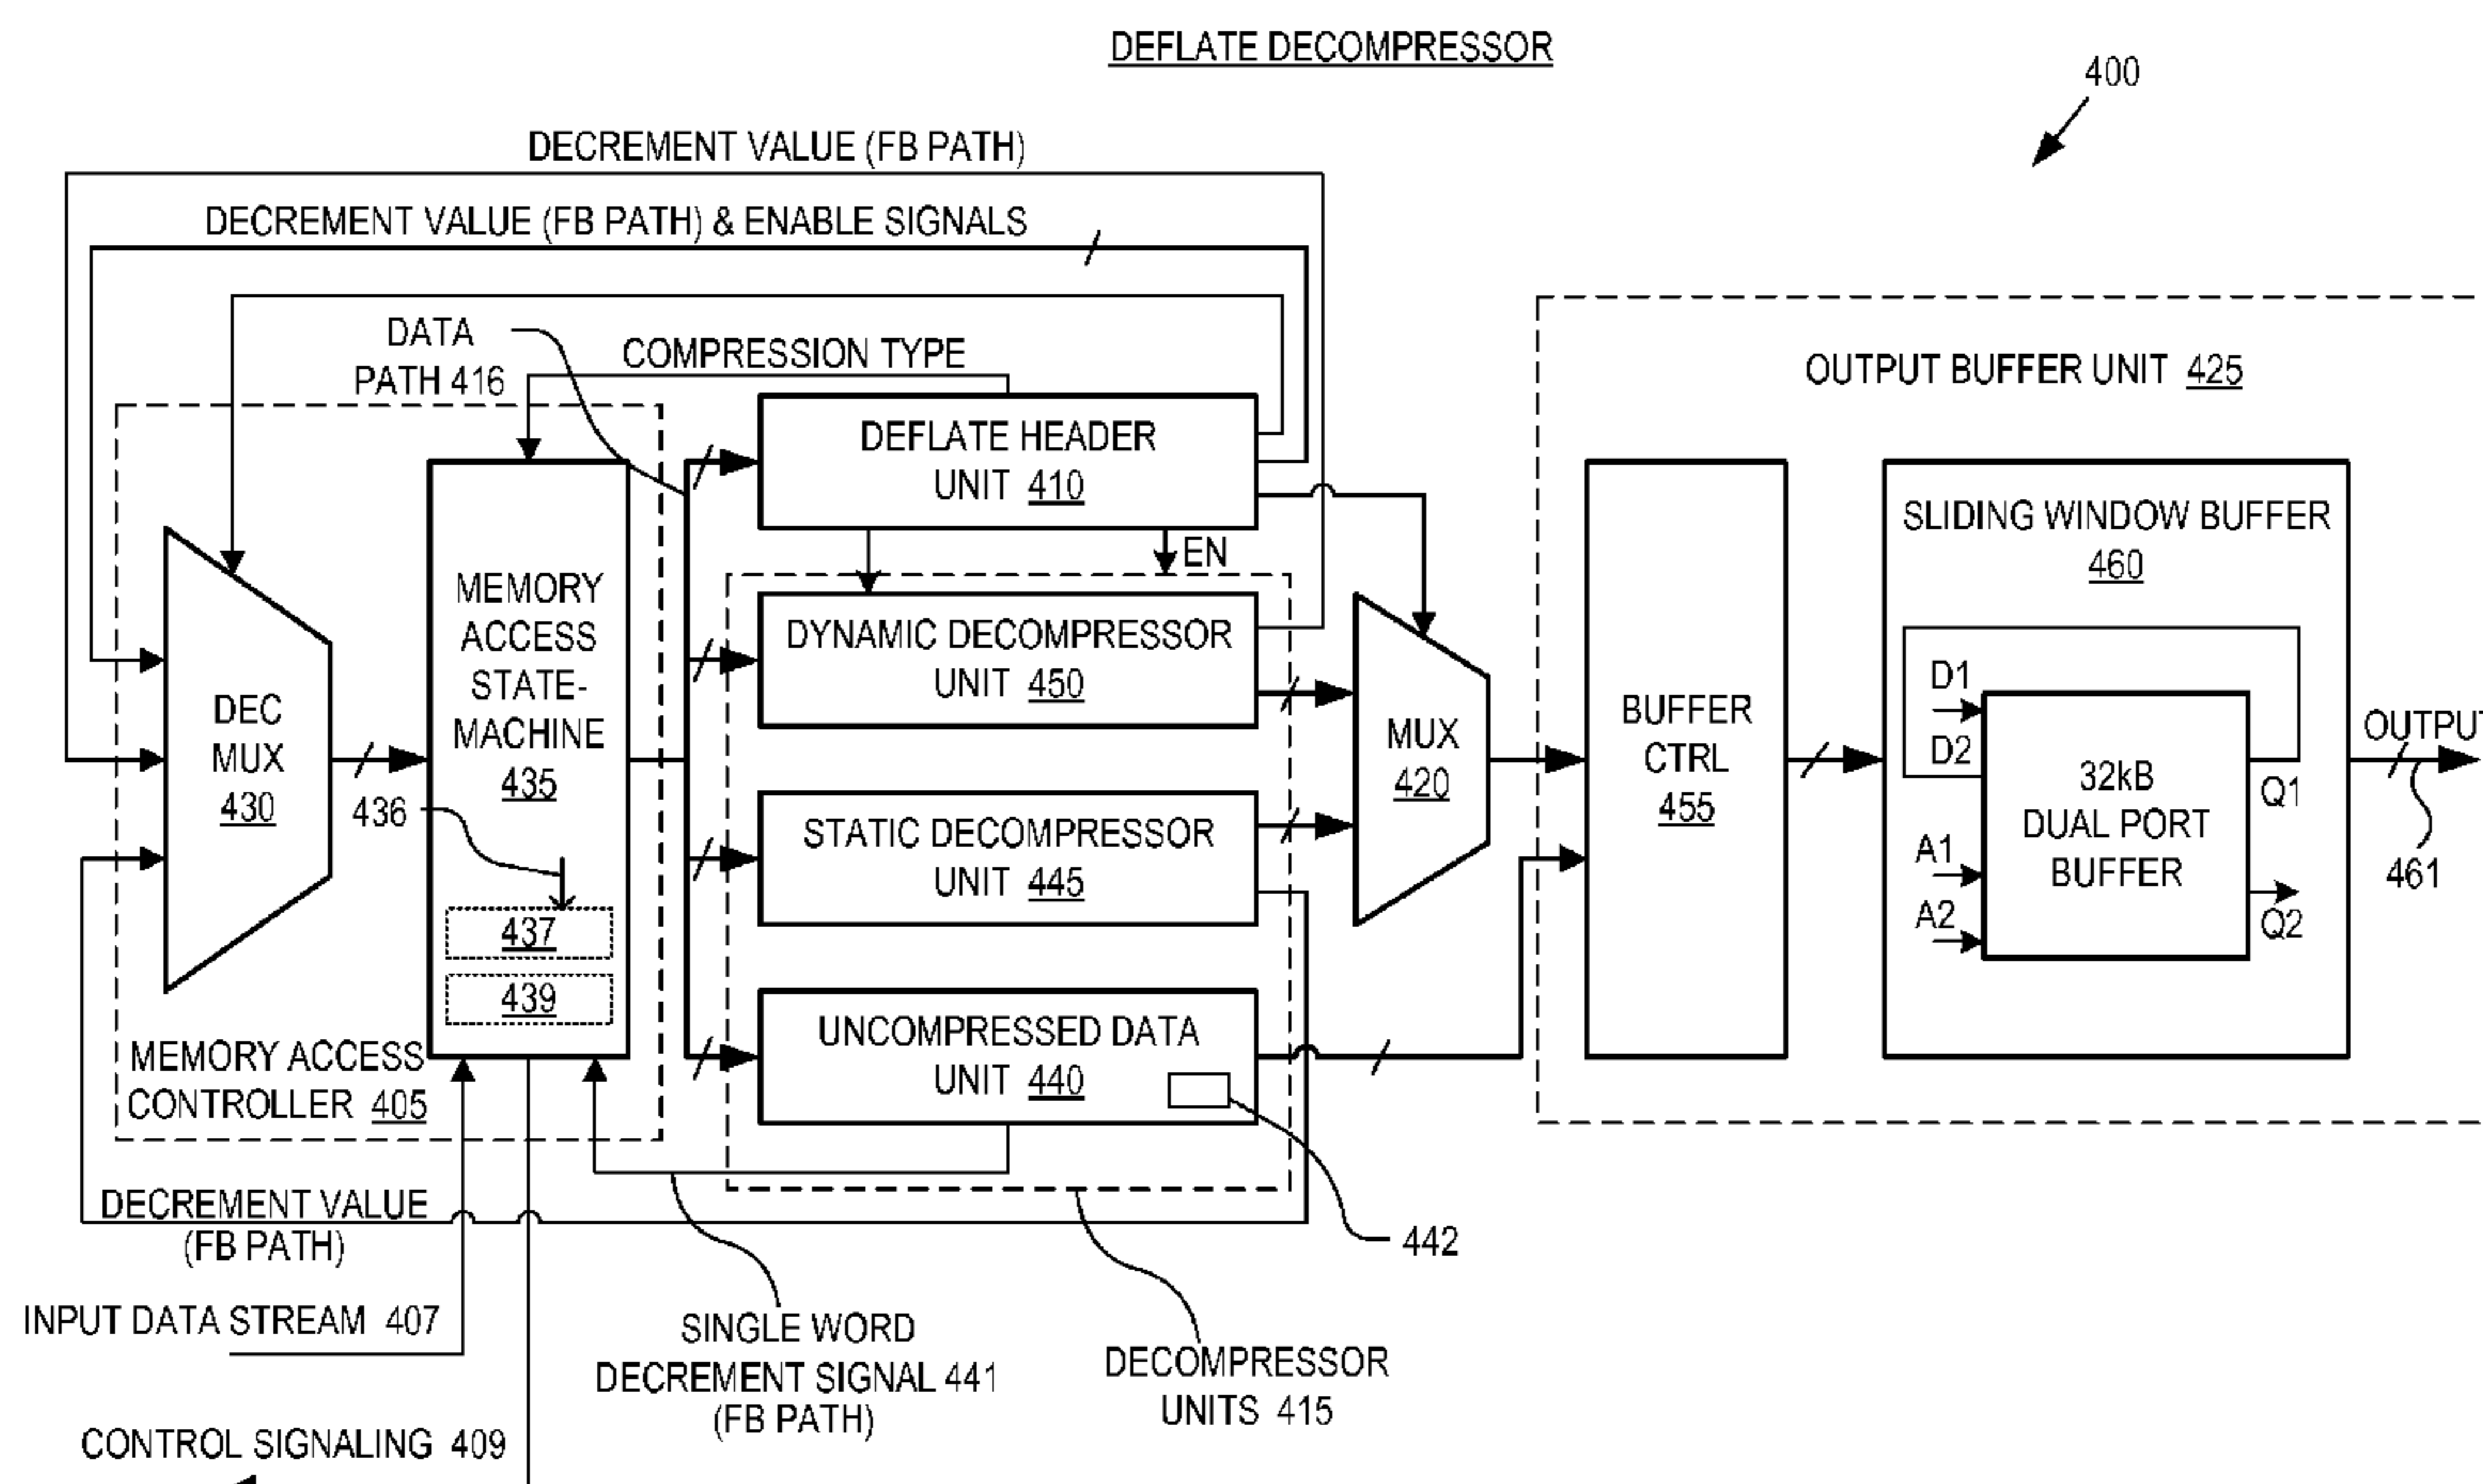 DEFLATE DECOMPRESSOR
400
DECREMENT VALUE (FB PATH)
DECREMENT VALUE (FB PATH) & ENABLE SIGNALS
DATA
PATH 416
COMPRESSION TYPE
OUTPUT BUFFER UNIT 425
DEFLATE HEADER
UNIT 410
EN
DEC
MUX
430
MEMORY
ACCESS
STATE-
MACHINE
435
436
437
439
MEMORY ACCESS
CONTROLLER 405
DYNAMIC DECOMPRESSOR
UNIT 450
STATIC DECOMPRESSOR
UNIT 445
UNCOMPRESSED DATA
UNIT 440
MUX
420
BUFFER
CTRL
455
SLIDING WINDOW BUFFER
460
D1
D2
A1
A2
32kB
DUAL PORT
BUFFER
Q1
Q2
OUTPUT
461
DECREMENT VALUE
(FB PATH)
442
INPUT DATA STREAM 407
SINGLE WORD
DECREMENT SIGNAL 441
(FB PATH)
DECOMPRESSOR
UNITS 415
CONTROL SIGNALING 409